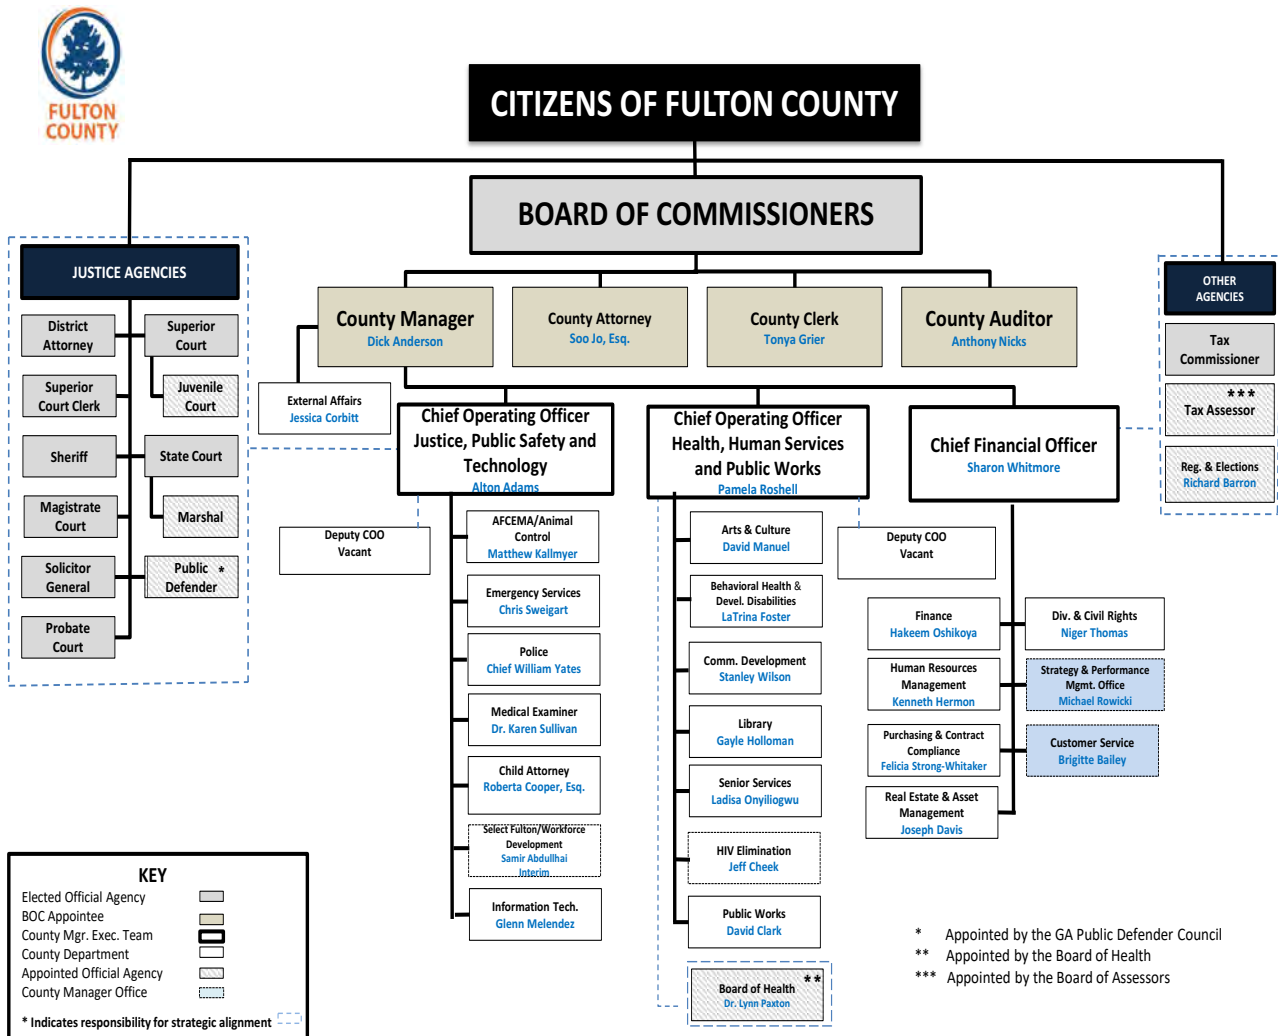 FULTON
COUNTY
CITIZENS OF FULTON COUNTY
BOARD OF COMMISSIONERS
JUSTICE AGENCIES
District
Attorney
Superior
Court
Superior
Court Clerk
Juvenile
Court
Sheriff
State Court
Magistrate
Court
Marshal
Solicitor
General
Public *
Defender
Probate
Court
County Manager
Dick Anderson
County Attorney
Soo Jo, Esq.
County Clerk
Tonya Grier
County Auditor
Anthony Nicks
OTHER
AGENCIES
Tax
Commissioner
***
Tax Assessor
Reg. & Elections
Richard Barron
External Affairs
Jessica Corbitt
Chief Operating Officer
Justice, Public Safety and
Technology
Alton Adams
Chief Operating Officer
Health, Human Services
and Public Works
Pamela Roshell
Chief Financial Officer
Sharon Whitmore
Deputy COO
Vacant
AFCEMA/Animal
Control
Matthew Kallmyer
Emergency Services
Chris Sweigart
Police
Chief William Yates
Medical Examiner
Dr. Karen Sullivan
Child Attorney
Roberta Cooper, Esq.
Select Fulton/Workforce
Development
Samir Abdullhai
Interim
Information Tech.
Glenn Melendez
Arts & Culture
David Manuel
Behavioral Health &
Devel. Disabilities
LaTrina Foster
Comm. Development
Stanley Wilson
Library
Gayle Holloman
Senior Services
Ladisa Onyiliogwu
HIV Elimination
Jeff Cheek
Public Works
David Clark
Board of Health **
Dr. Lynn Paxton
Deputy COO
Vacant
Finance
Hakeem Oshikoya
Div. & Civil Rights
Niger Thomas
Human Resources
Management
Kenneth Hermon
Strategy & Performance
Mgmt. Office
Michael Rowicki
Purchasing & Contract
Compliance
Felicia Strong-Whitaker
Customer Service
Brigitte Bailey
Real Estate & Asset
Management
Joseph Davis
KEY
Elected Official Agency
BOC Appointee
County Mgr. Exec. Team
County Department
Appointed Official Agency
County Manager Office
* Indicates responsibility for strategic alignment
* Appointed by the GA Public Defender Council
** Appointed by the Board of Health
*** Appointed by the Board of Assessors